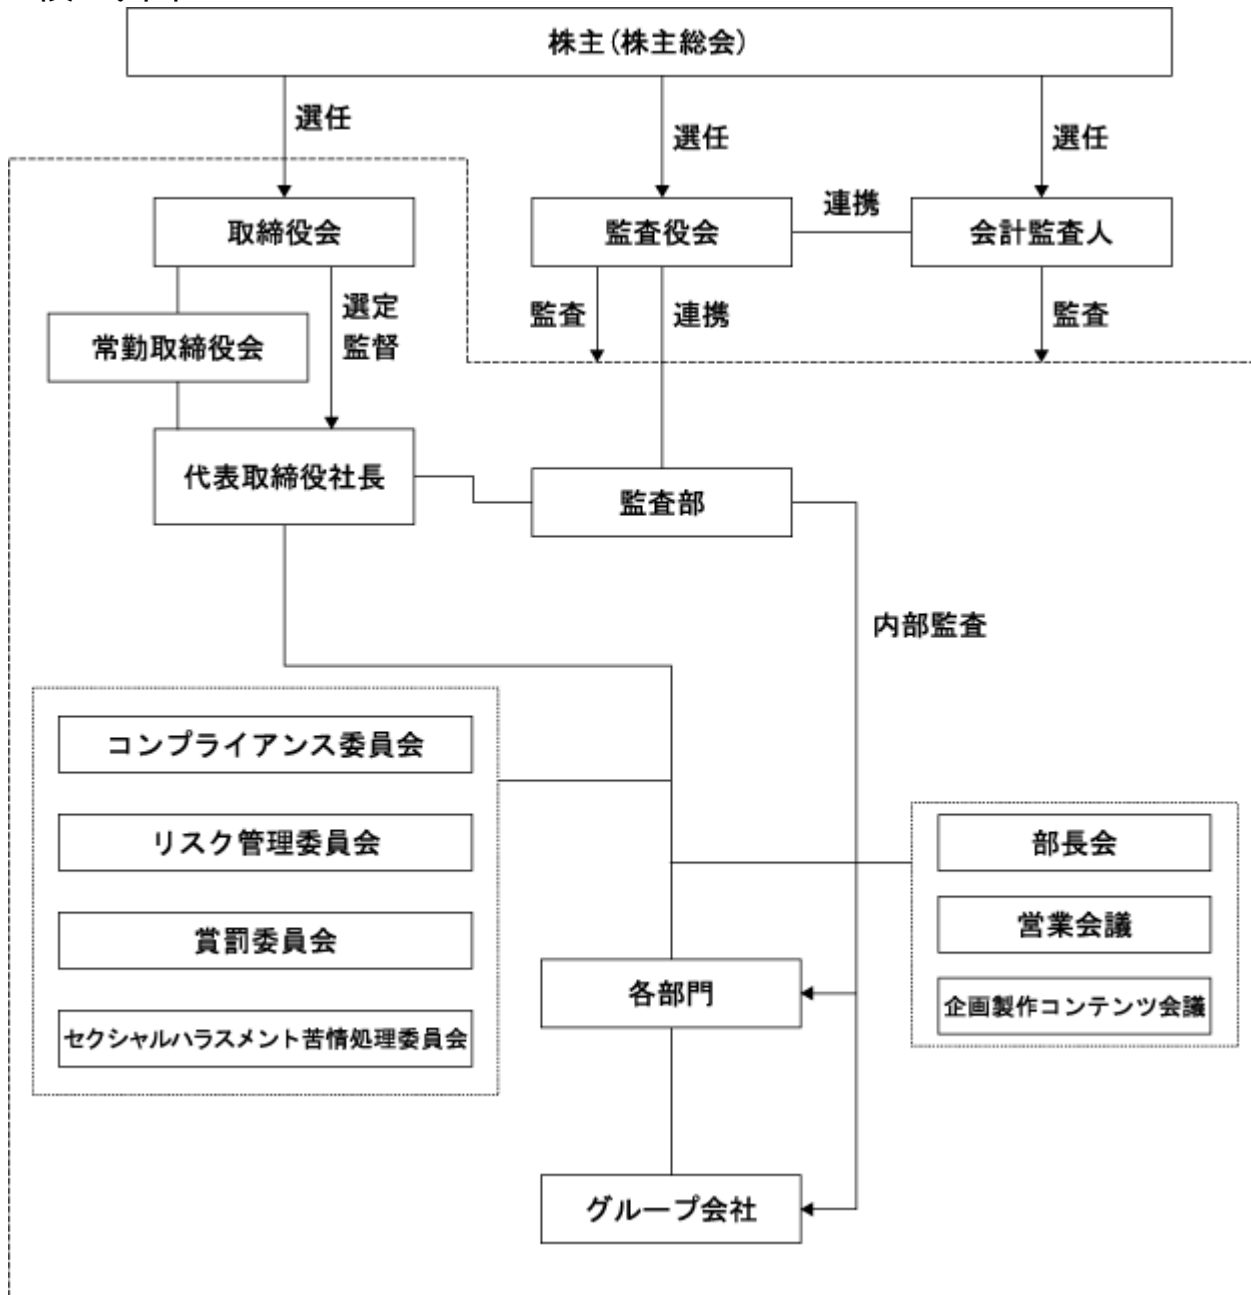 株主(株主総会)
選任
選任
選任
取締役会
監査役会
連携
会計監査人
選定
監督
監査
連携
監査
常勤取締役会
代表取締役社長
監査部
内部監査
コンプライアンス委員会
リスク管理委員会
賞罰委員会
セクシャルハラスメント苦情処理委員会
部長会
営業会議
企画製作コンテンツ会議
各部門
グループ会社